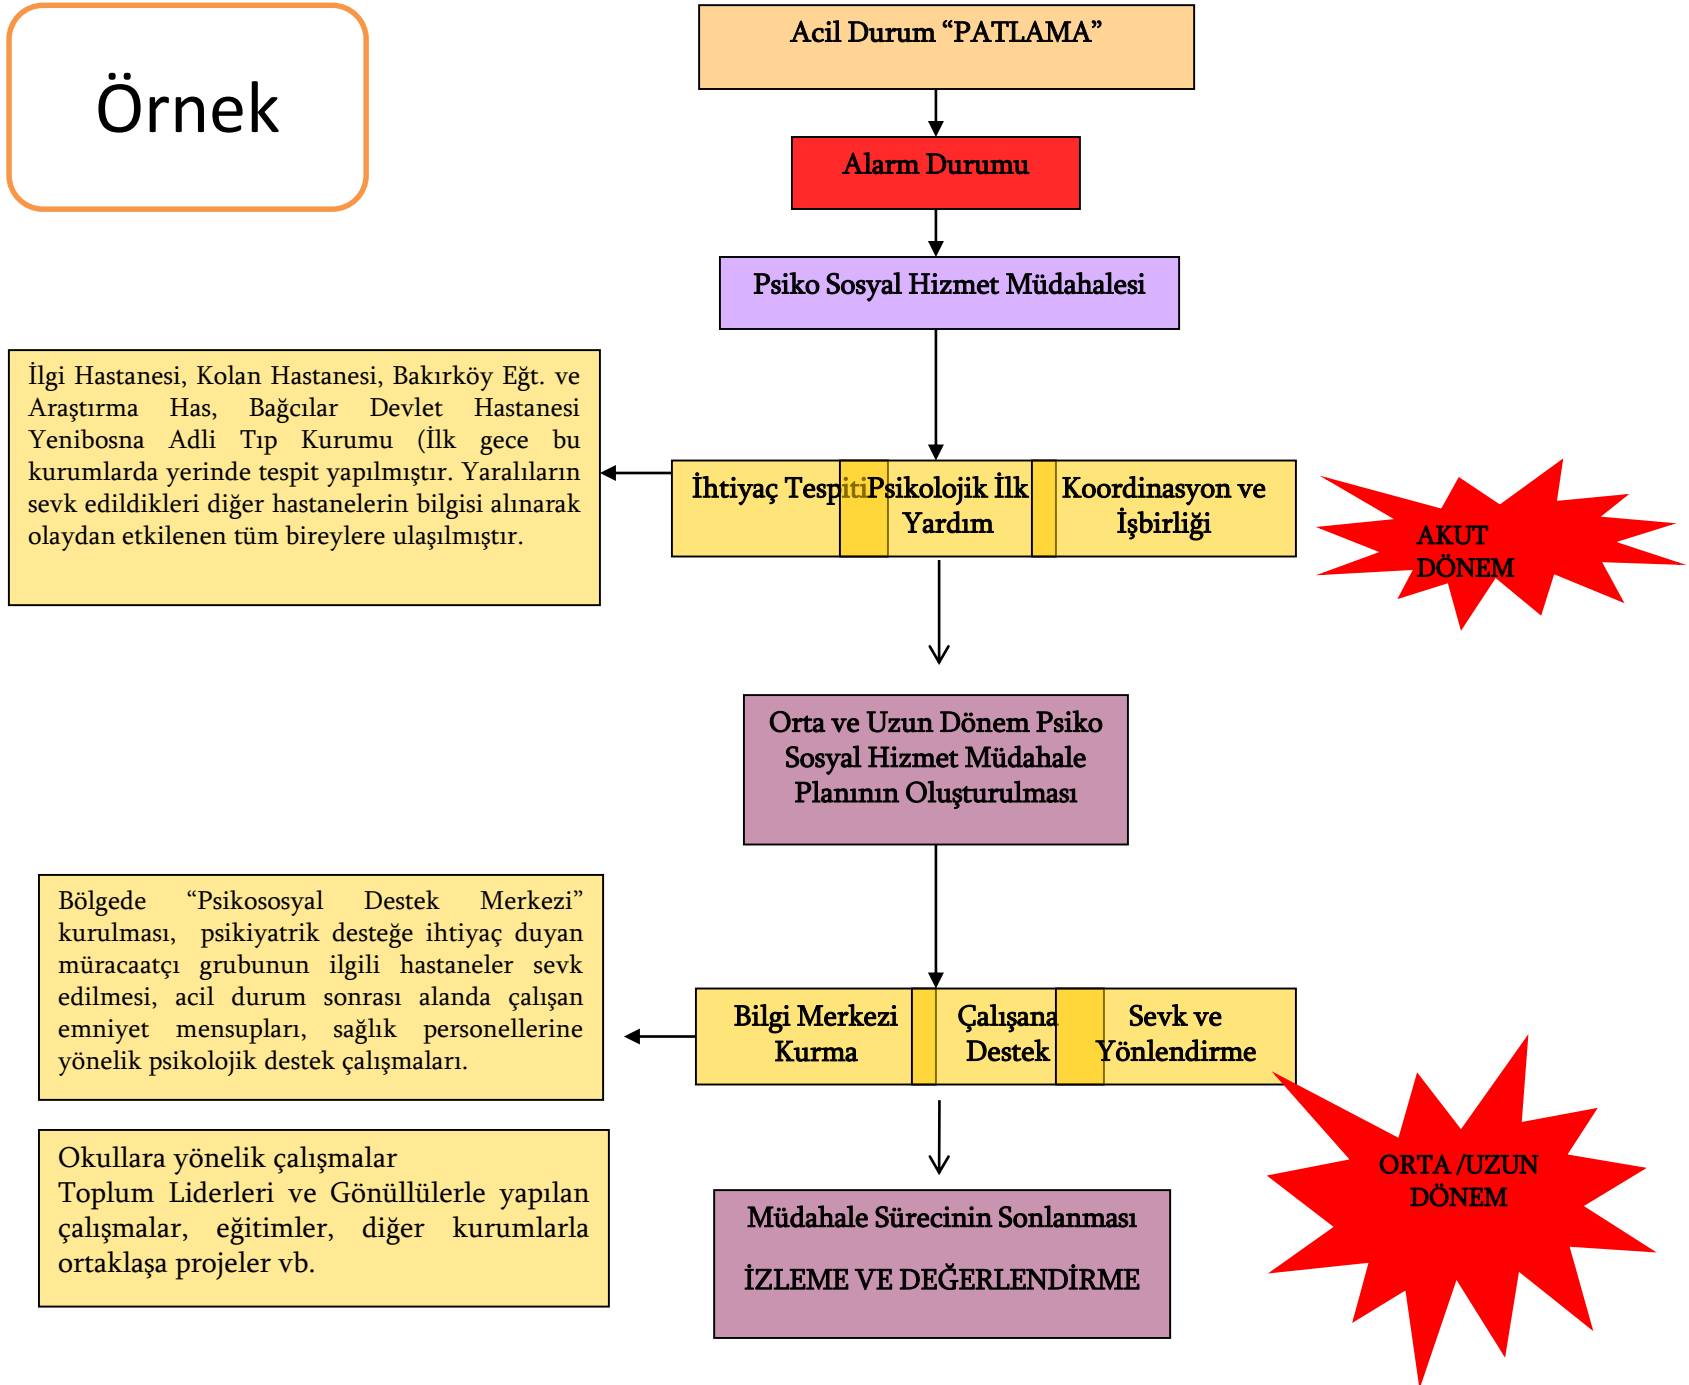 Örnek
Acil Durum “PATLAMA”
Alarm Durumu
Psiko Sosyal Hizmet Müdahalesi
İlgi Hastanesi, Kolan Hastanesi, Bakırköy Eğt. ve
Araştırma Has, Bağcılar Devlet Hastanesi
Yenibosna Adli Tıp Kurumu (İlk gece bu
kurumlarda yerinde tespit yapılmıştır. Yaralıların
sevk edildikleri diğer hastanelerin bilgisi alınarak
olaydan etkilenen tüm bireylere ulaşılmıştır.
İhtiyaç Tespiti
Psikolojik İlk
Yardım
Koordinasyon ve
İşbirliği
AKUT
DÖNEM
Orta ve Uzun Dönem Psiko
Sosyal Hizmet Müdahale
Planının Oluşturulması
Bölgede “Psikososyal Destek Merkezi”
kurulması, psikiyatrik desteğe ihtiyaç duyan
müracaatçı grubunun ilgili hastaneler sevk
edilmesi, acil durum sonrası alanda çalışan
emniyet mensupları, sağlık personellerine
yönelik psikolojik destek çalışmaları.
Bilgi Merkezi
Kurma
Çalışana
Destek
Sevk ve
Yönlendirme
Okullara yönelik çalışmalar
Toplum Liderleri ve Gönüllülerle yapılan
çalışmalar, eğitimler, diğer kurumlarla
ortaklaşa projeler vb.
ORTA /UZUN
DÖNEM
Müdahale Sürecinin Sonlanması
İZLEME VE DEĞERLENDİRME